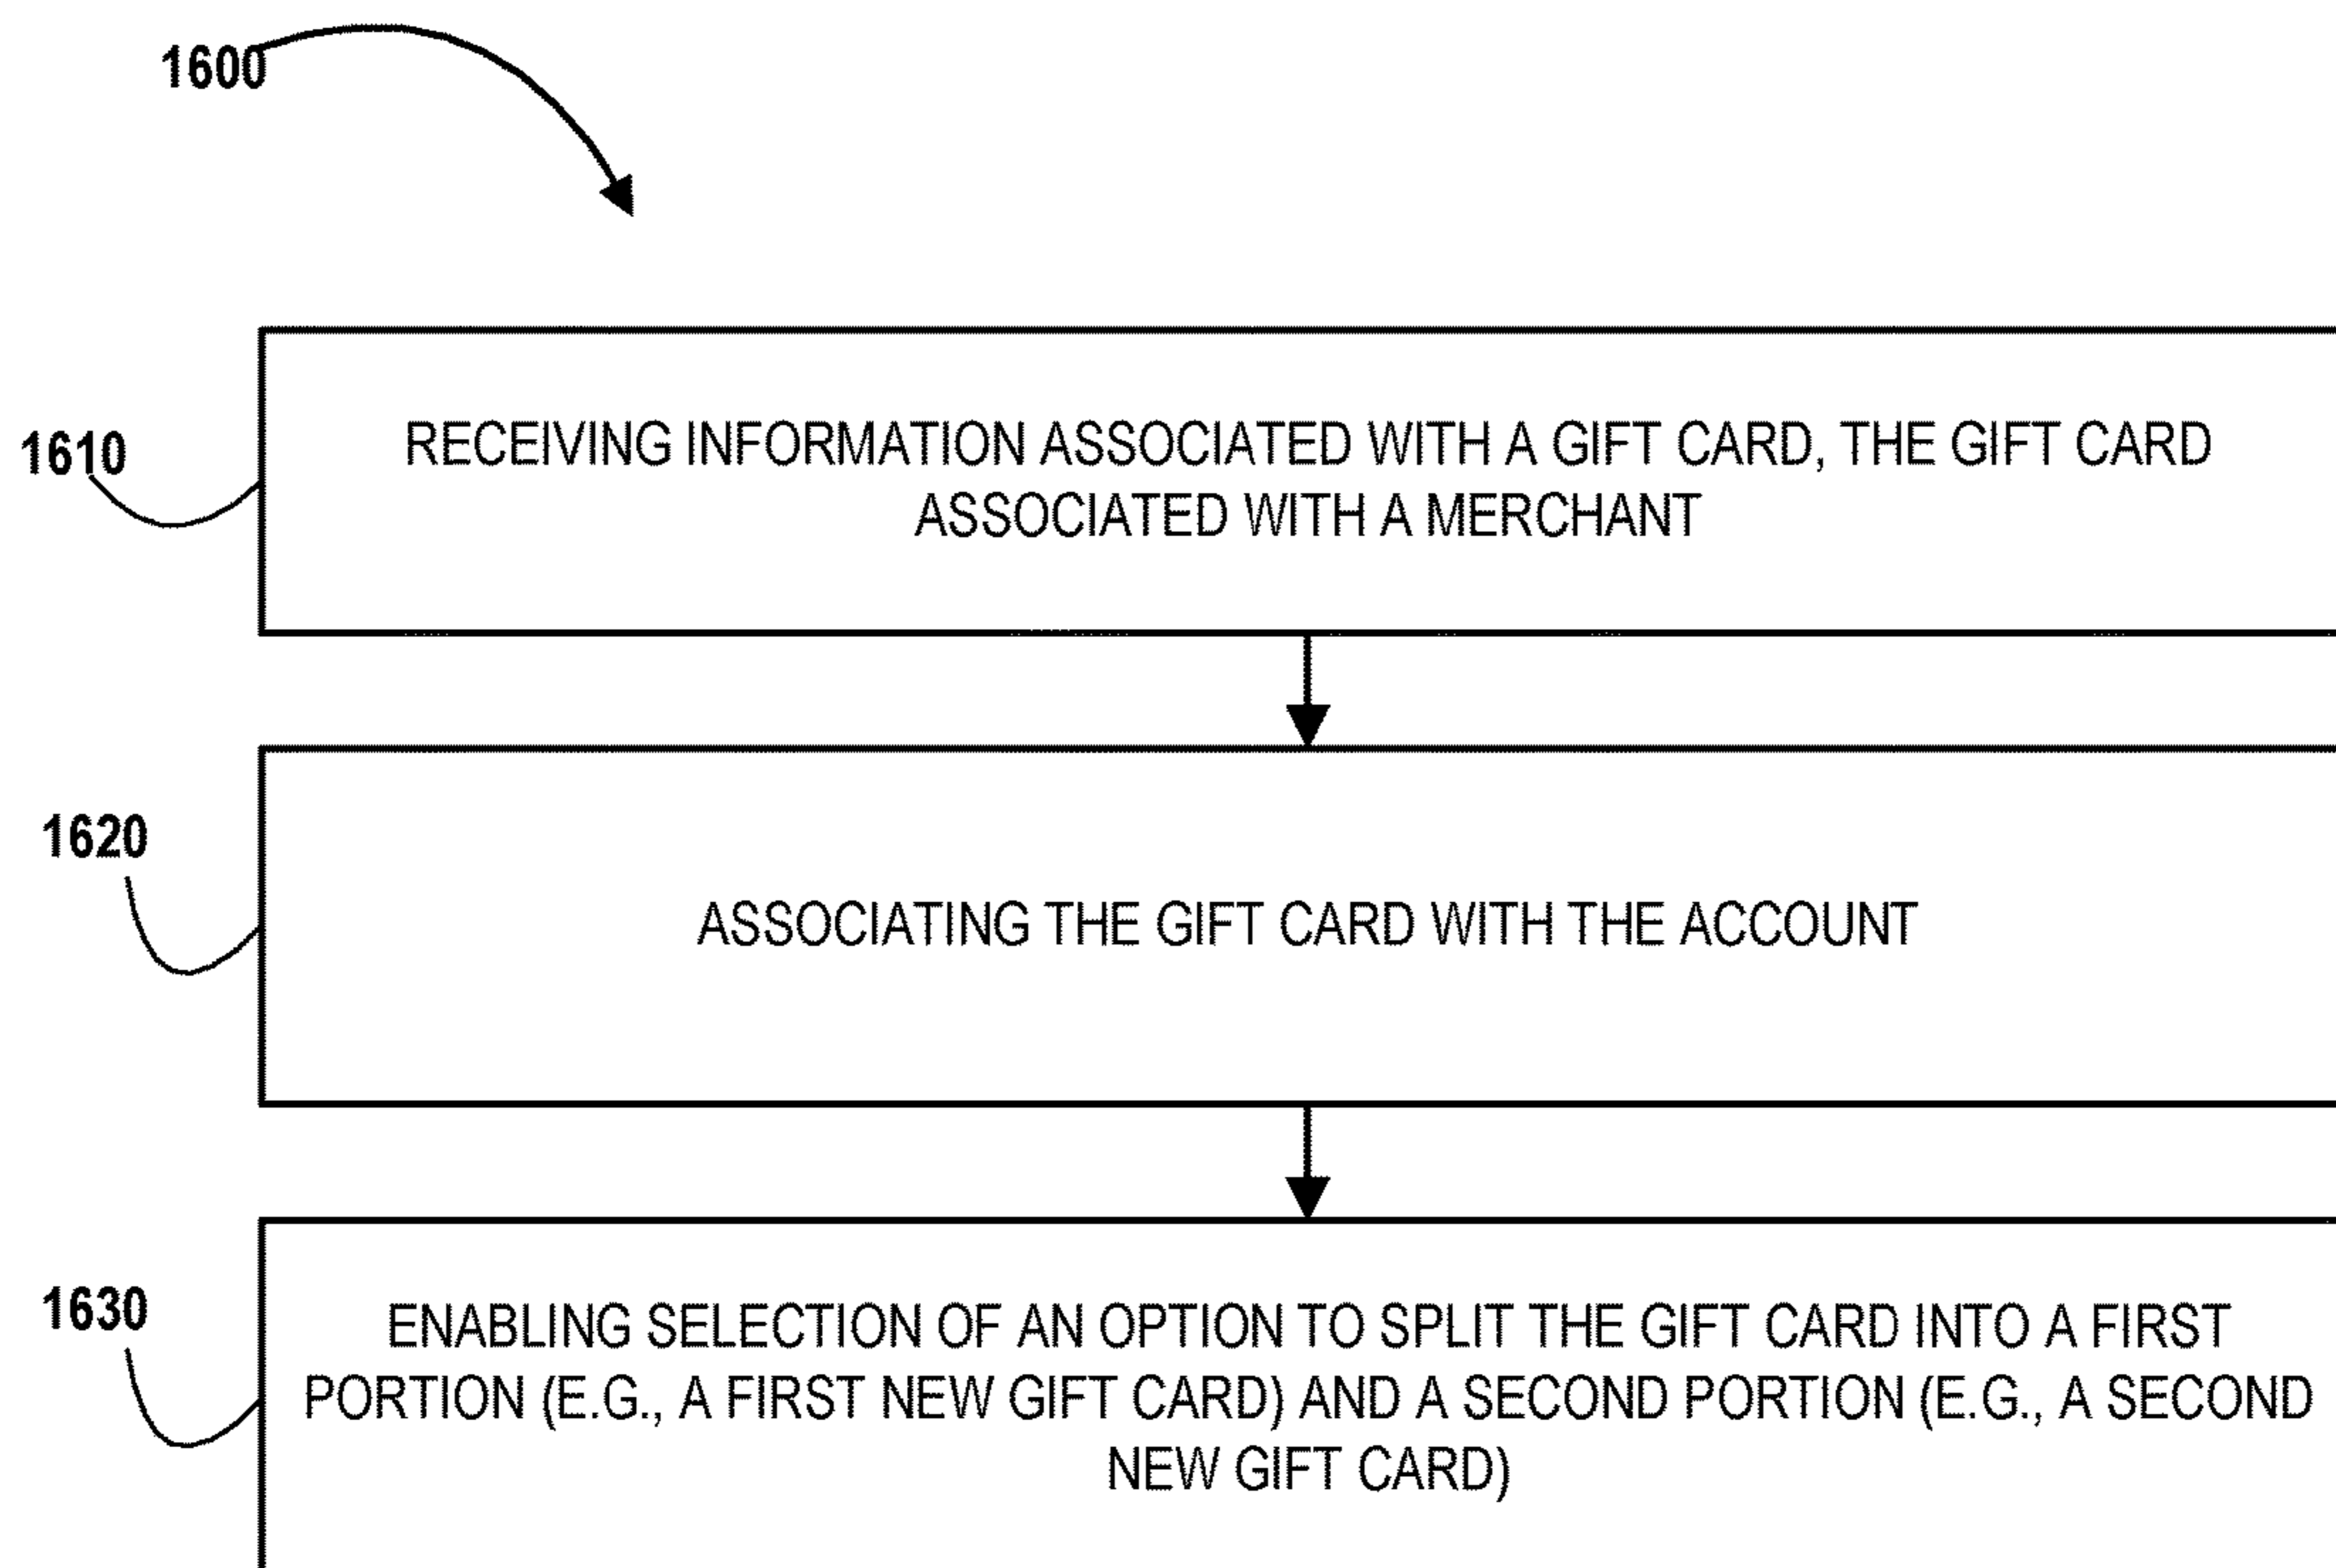 1600
1610
RECEIVING INFORMATION ASSOCIATED WITH A GIFT CARD, THE GIFT CARD
ASSOCIATED WITH A MERCHANT
1620
ASSOCIATING THE GIFT CARD WITH THE ACCOUNT
1630
ENABLING SELECTION OF AN OPTION TO SPLIT THE GIFT CARD INTO A FIRST
PORTION (E.G., A FIRST NEW GIFT CARD) AND A SECOND PORTION (E.G., A SECOND
NEW GIFT CARD)